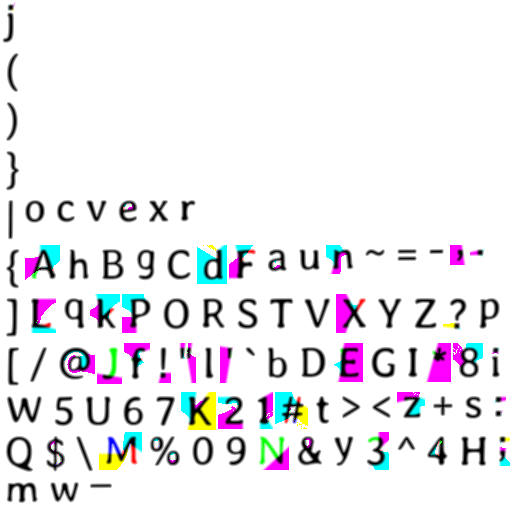 j
(
)
}
| o c v e x r
{ A h B g C d F a u n ~ = - , .
] L q k P O R S T V X Y Z ? p
[ / @ J f ! " l ' ` b D E G I * 8 i
W 5 U 6 7 K 2 1 # t > < z + s :
Q $ \ M % 0 9 N & y 3 ^ 4 H ;
m w _